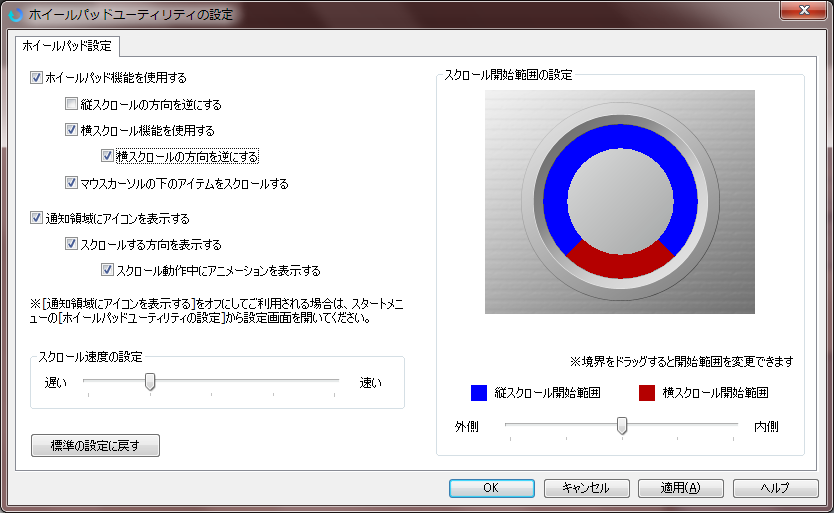 ホイールパッドユーティリティの設定
ホイールパッド設定
ホイールパッド機能を使用する
縦スクロールの方向を逆にする
横スクロール機能を使用する
横スクロールの方向を逆にする
マウスカーソルの下のアイテムをスクロールする
通知領域にアイコンを表示する
スクロールする方向を表示する
スクロール動作中にアニメーションを表示する
※[通知領域にアイコンを表示する]をオフにしてご利用される場合は、スタートメニ
ューの[ホイールパッドユーティリティの設定]から設定画面を開いてください。
スクロール速度の設定
遅い 速い
標準の設定に戻す
スクロール開始範囲の設定
※境界をドラッグすると開始範囲を変更できます
縦スクロール開始範囲 横スクロール開始範囲
外側 内側
OK キャンセル 適用(A) ヘルプ